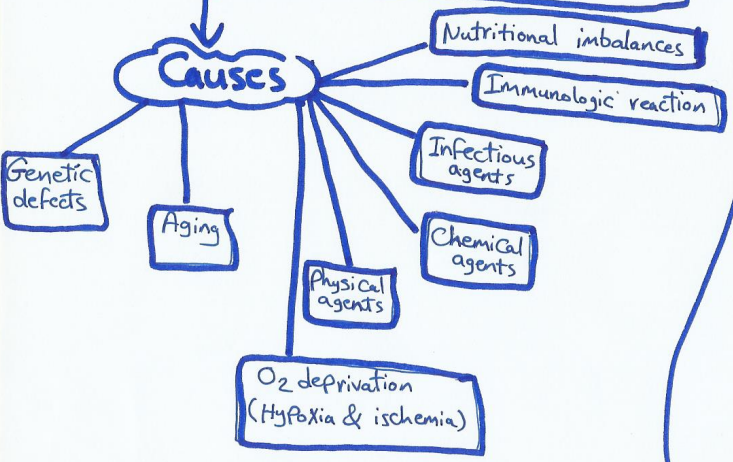 Causes
Nutritional imbalances
Immunologic reaction
Infectious
agents
Chemical
agents
Physical
agents
O2 deprivation
(Hypoxia & ischemia)
Aging
Genetic
defects